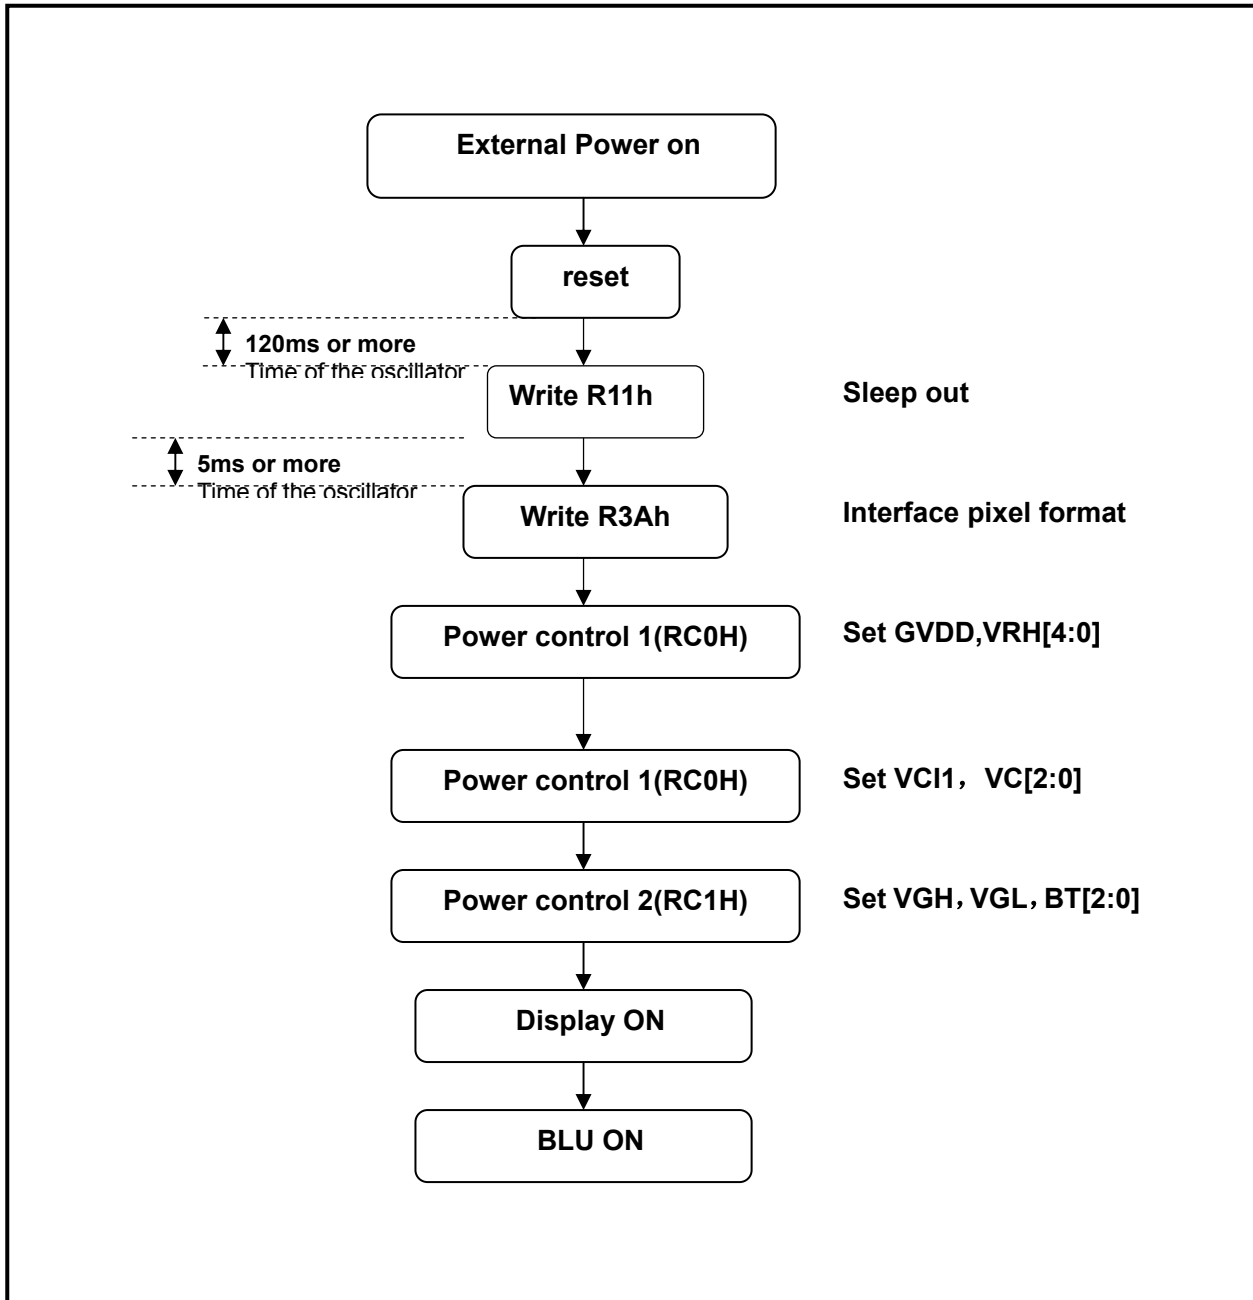 External Power on
reset
120ms or more
Time of the oscillator
Write R11h
Sleep out
5ms or more
Time of the oscillator
Write R3Ah
Interface pixel format
Power control 1(RC0H)
Set GVDD,VRH[4:0]
Power control 1(RC0H)
Set VCI1，VC[2:0]
Power control 2(RC1H)
Set VGH，VGL，BT[2:0]
Display ON
BLU ON